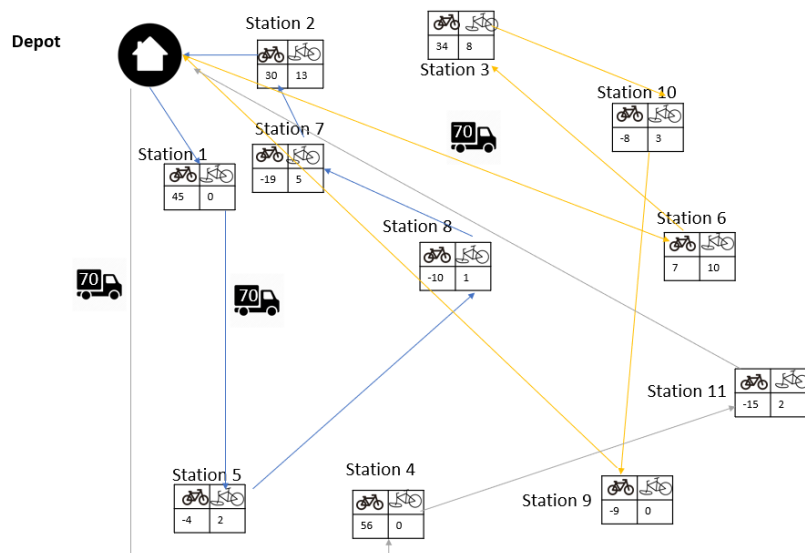 Depot
Station 2
30 13
34 8
Station 3
Station 10
-8 3
70
Station 7
-19 5
Station 1
45 0
Station 6
7 10
Station 8
-10 1
70
70
Station 11
-15 2
Station 5
-4 2
Station 4
56 0
Station 9
-9 0